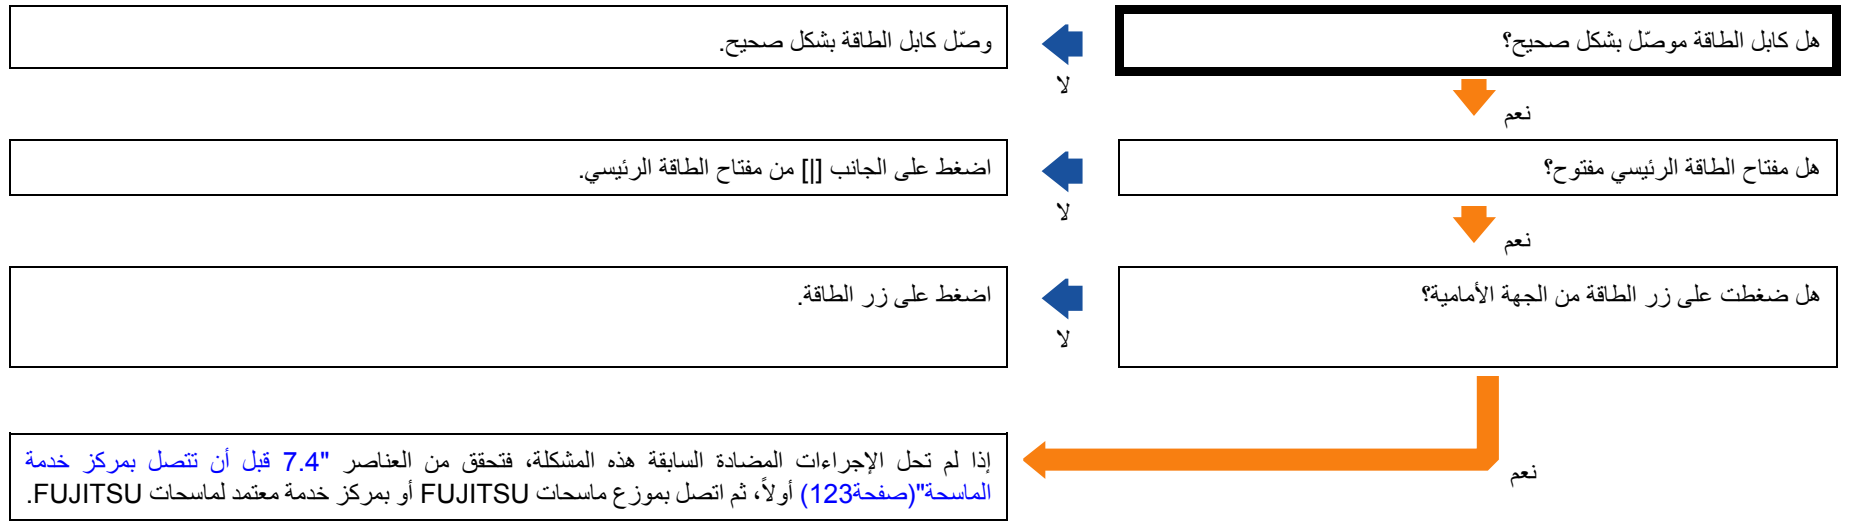 هل كابل الطاقة موصّل بشكل صحيح؟
لا
وصّل كابل الطاقة بشكل صحيح.
نعم
هل مفتاح الطاقة الرئيسي مفتوح؟
لا
اضغط على الجانب [|] من مفتاح الطاقة الرئيسي.
نعم
هل ضغطت على زر الطاقة من الجهة الأمامية؟
لا
اضغط على زر الطاقة.
نعم
إذا لم تحل الإجراءات المضادة السابقة هذه المشكلة، فتحقق من العناصر "7.4 قبل أن تتصل بمركز خدمة
الماسحة"(صفحة123) أولاً، ثم اتصل بموزع ماسحات FUJITSU أو بمركز خدمة معتمد لماسحات FUJITSU.